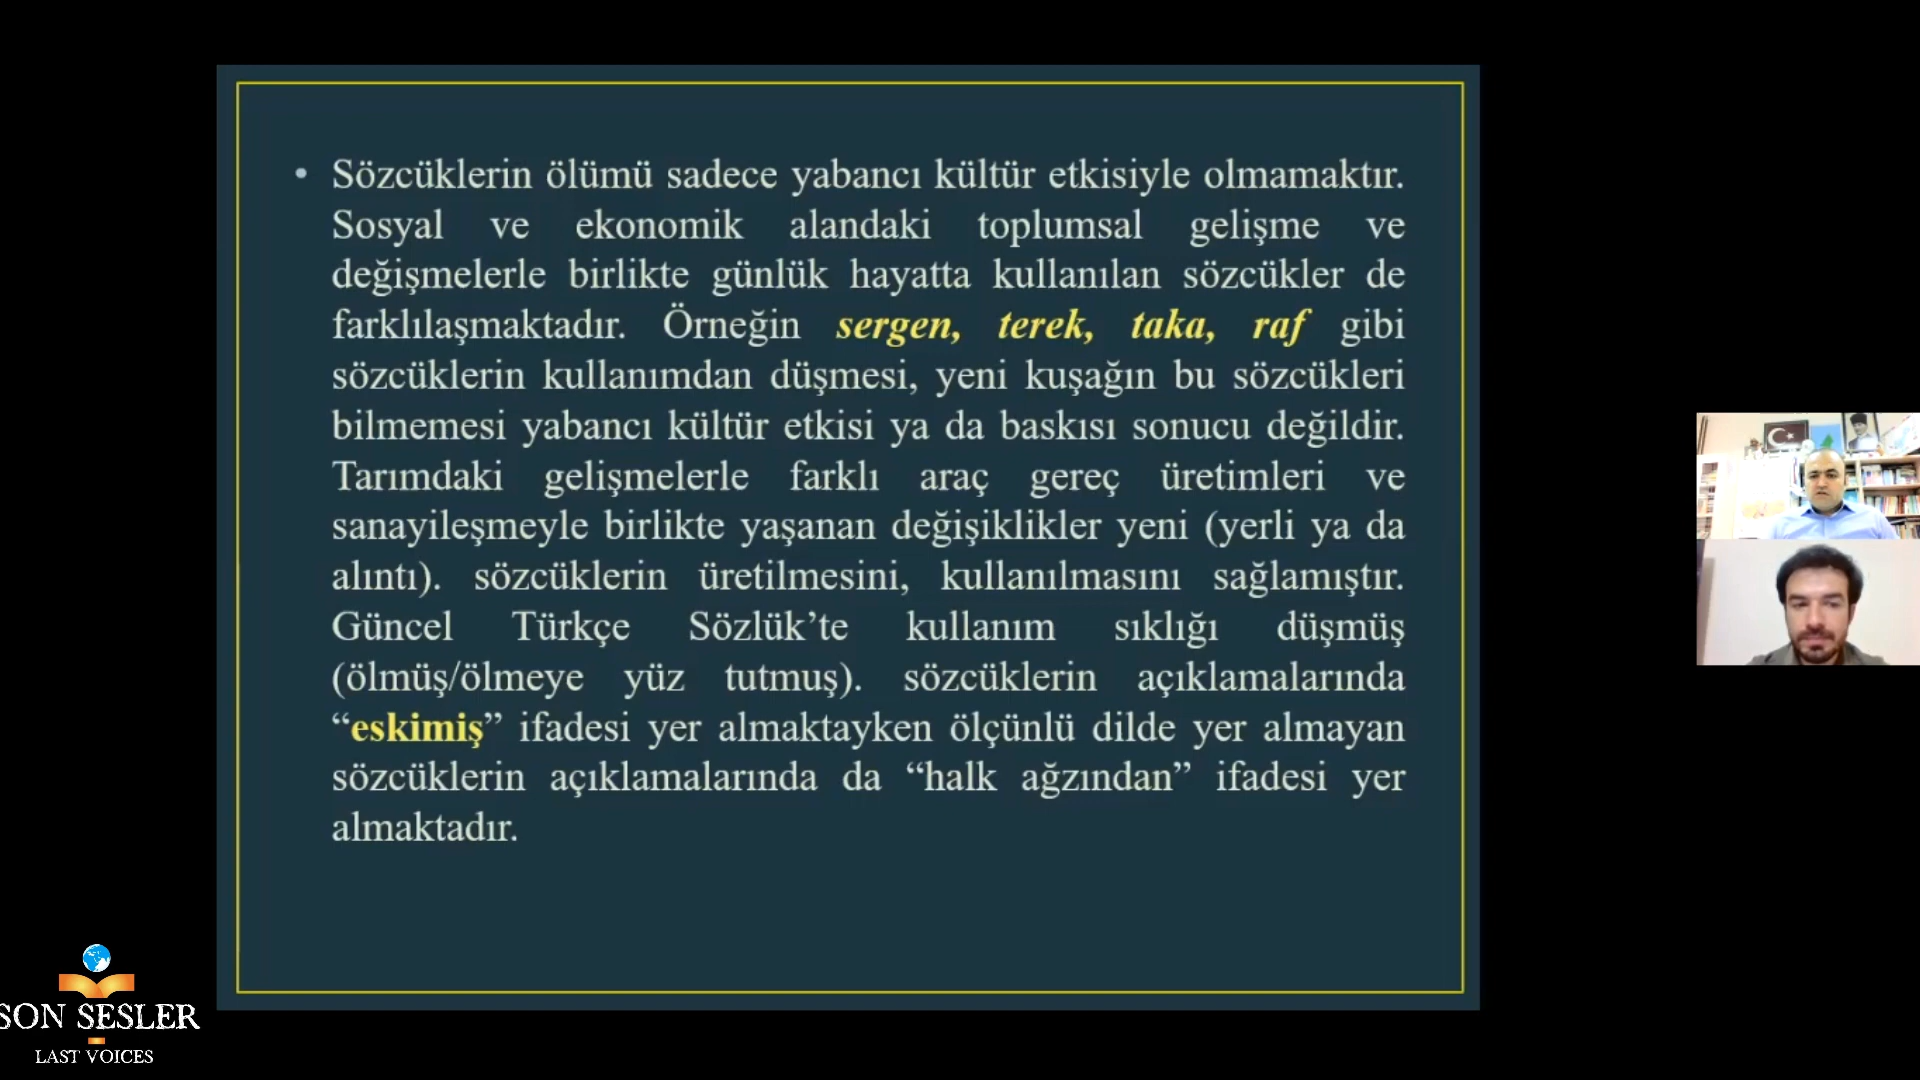 • Sözcüklerin ölümü sadece yabancı kültür etkisiyle olmamaktır.
Sosyal ve ekonomik alandaki toplumsal gelişme ve
değişmelerle birlikte günlük hayatta kullanılan sözcükler de
farklılaşmaktadır. Örneğin sergen, terek, taka, raf gibi
sözcüklerin kullanımdan düşmesi, yeni kuşağın bu sözcükleri
bilmemesi yabancı kültür etkisi ya da baskısı sonucu değildir.
Tarımdaki gelişmelerle farklı araç gereç üretimleri ve
sanayileşmeyle birlikte yaşanan değişiklikler yeni (yerli ya da
alıntı). sözcüklerin üretilmesini, kullanılmasını sağlamıştır.
Güncel Türkçe Sözlük’te kullanım sıklığı düşmüş
(ölmüş/ölmeye yüz tutmuş). sözcüklerin açıklamalarında
“eskimiş” ifadesi yer almaktayken ölçünlü dilde yer almayan
sözcüklerin açıklamalarında da “halk ağzından” ifadesi yer
almaktadır.
SON SESLER
LAST VOICES